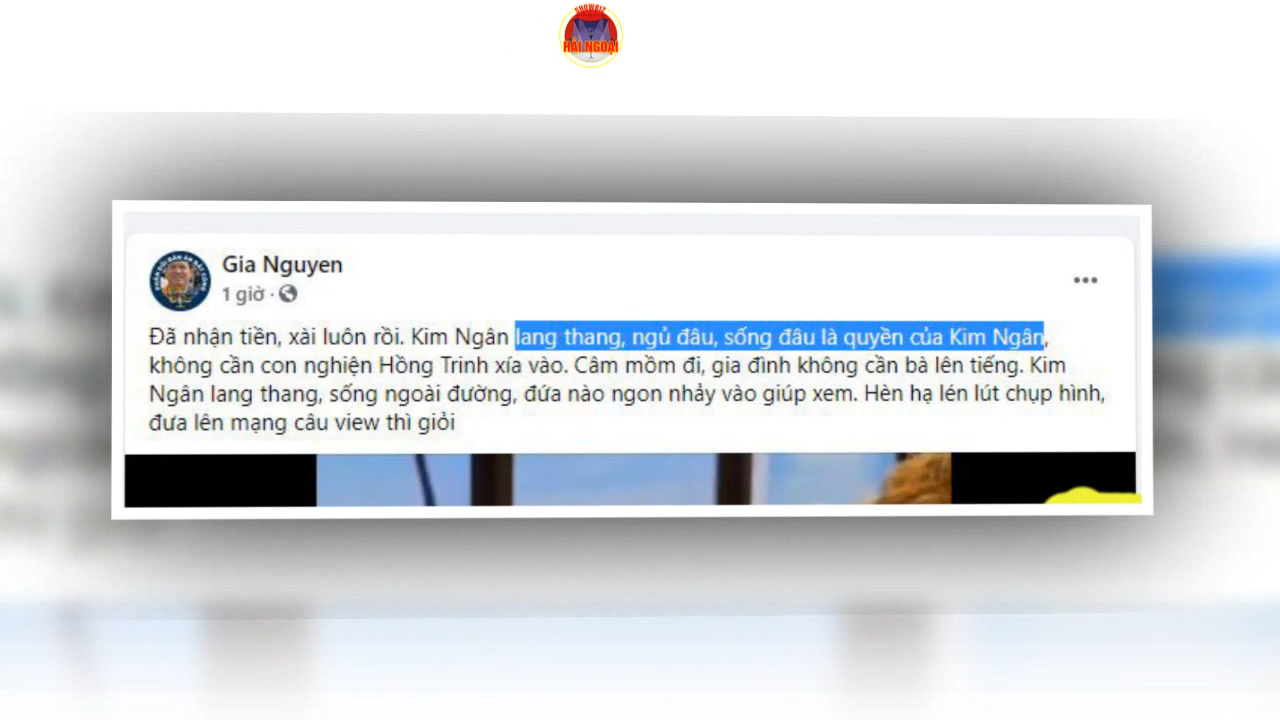 SHOWBIZ
HẢI NGOẠI
Gia Nguyen
1 giờ ·
Đã nhận tiền, xài luôn rồi. Kim Ngân lang thang, ngủ đâu, sống đâu là quyền của Kim Ngân,
không cần con nghiện Hồng Trinh xía vào. Câm mồm đi, gia đình không cần bà lên tiếng. Kim
Ngân lang thang, sống ngoài đường, đứa nào ngon nhảy vào giúp xem. Hèn hạ lén lút chụp hình,
đưa lên mạng câu view thì giỏi